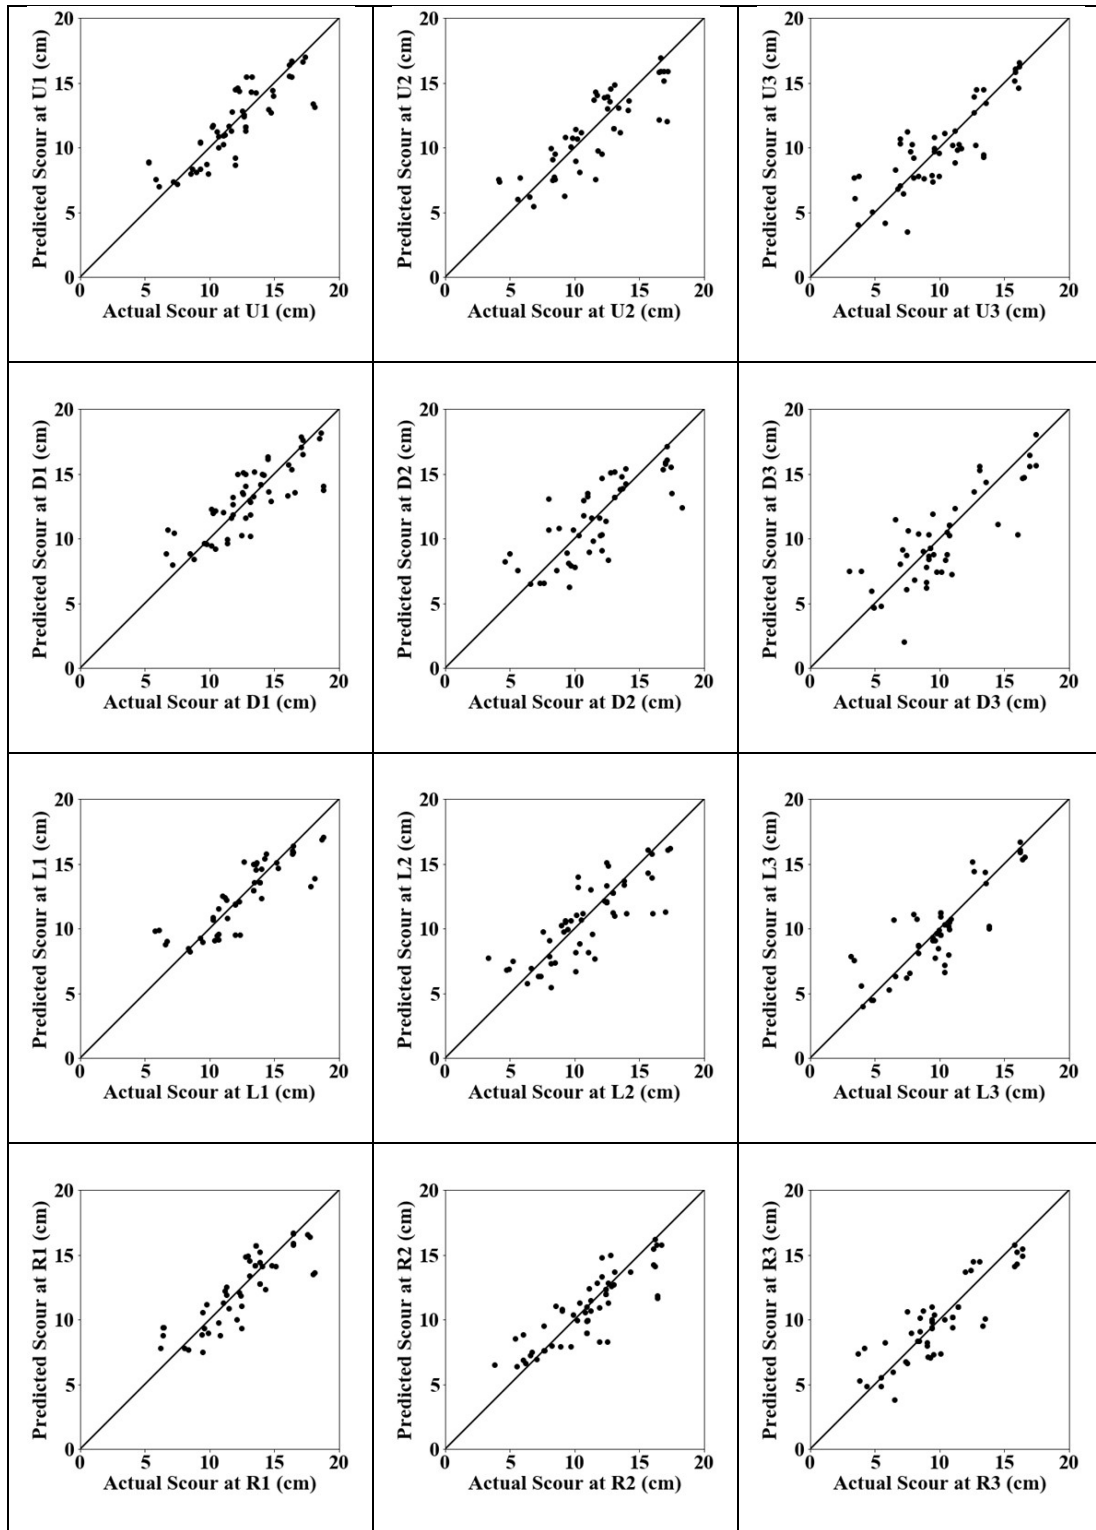 20
15
10
5
0
Predicted Scour at U1 (cm)
0 5 10 15 20
Actual Scour at U1 (cm)
20
15
10
5
0
Predicted Scour at U2 (cm)
0 5 10 15 20
Actual Scour at U2 (cm)
20
15
10
5
0
Predicted Scour at U3 (cm)
0 5 10 15 20
Actual Scour at U3 (cm)
20
15
10
5
0
Predicted Scour at D1 (cm)
0 5 10 15 20
Actual Scour at D1 (cm)
20
15
10
5
0
Predicted Scour at D2 (cm)
0 5 10 15 20
Actual Scour at D2 (cm)
20
15
10
5
0
Predicted Scour at D3 (cm)
0 5 10 15 20
Actual Scour at D3 (cm)
20
15
10
5
0
Predicted Scour at L1 (cm)
0 5 10 15 20
Actual Scour at L1 (cm)
20
15
10
5
0
Predicted Scour at L2 (cm)
0 5 10 15 20
Actual Scour at L2 (cm)
20
15
10
5
0
Predicted Scour at L3 (cm)
0 5 10 15 20
Actual Scour at L3 (cm)
20
15
10
5
0
Predicted Scour at R1 (cm)
0 5 10 15 20
Actual Scour at R1 (cm)
20
15
10
5
0
Predicted Scour at R2 (cm)
0 5 10 15 20
Actual Scour at R2 (cm)
20
15
10
5
0
Predicted Scour at R3 (cm)
0 5 10 15 20
Actual Scour at R3 (cm)